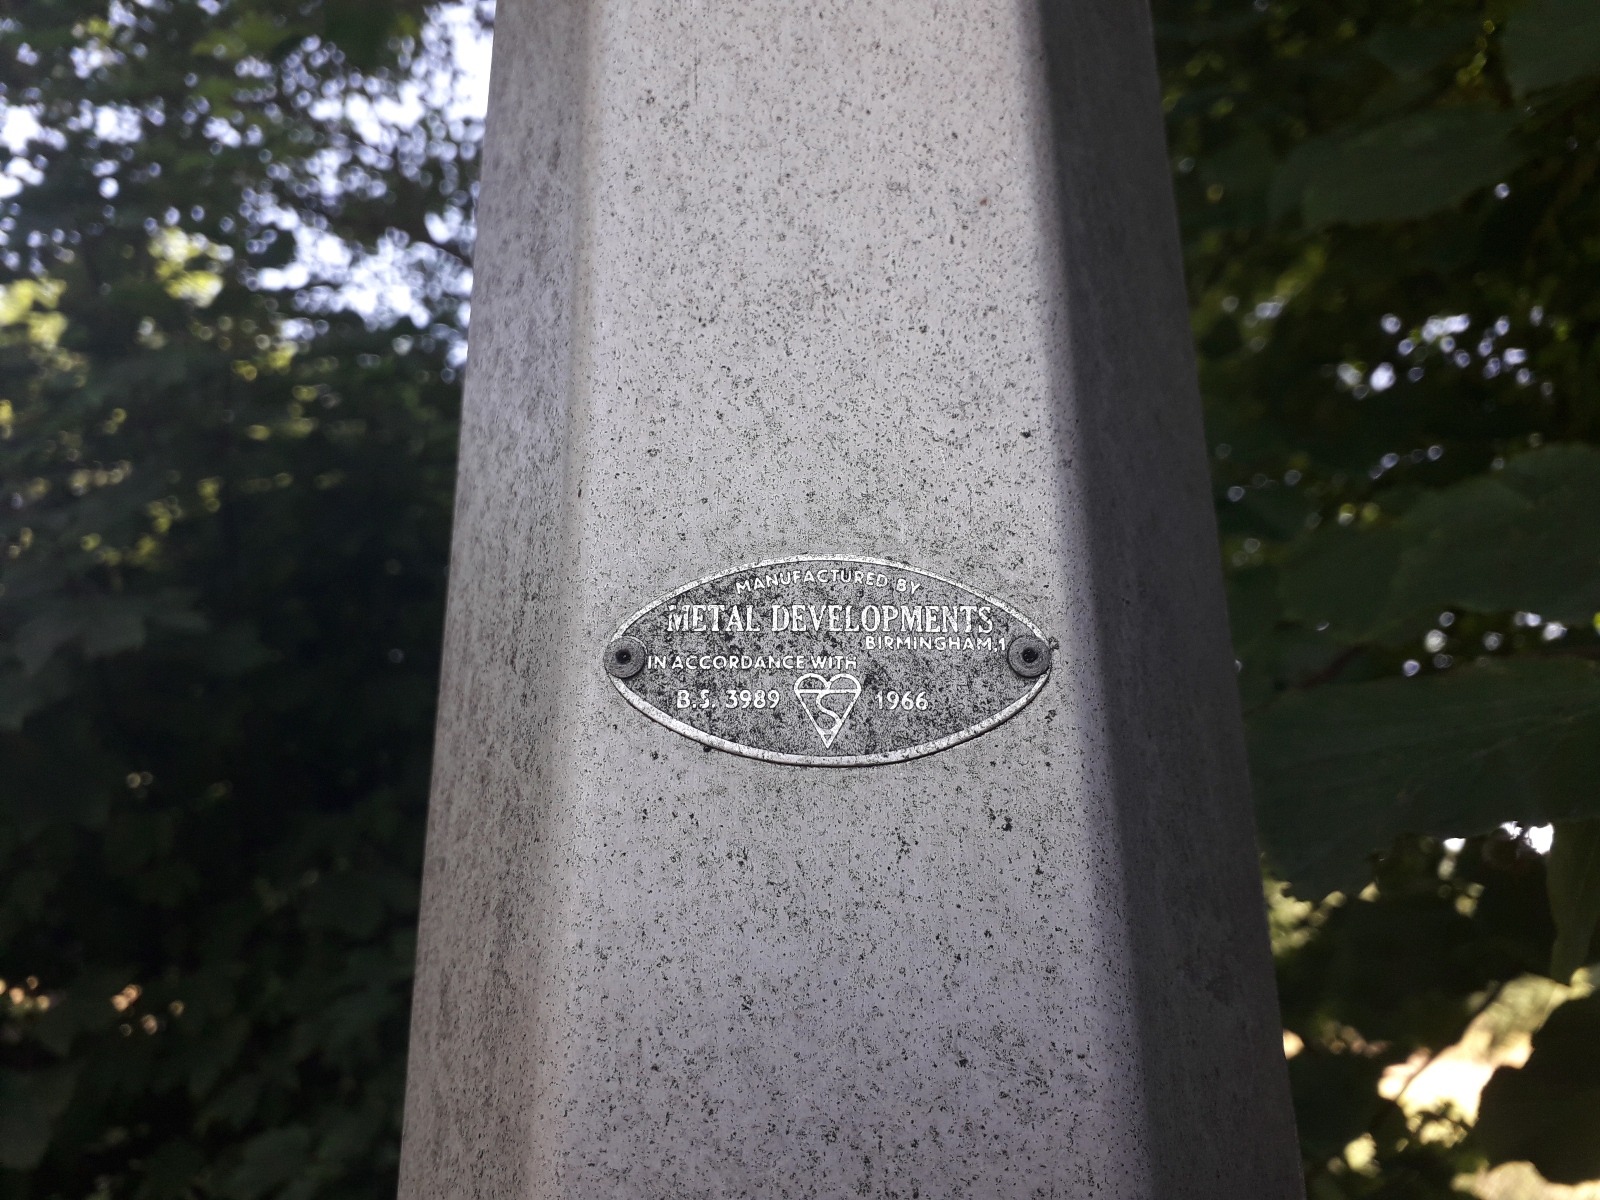 MANUFACTURED BY
METAL DEVELOPMENTS
BIRMINGHAM.1
IN ACCORDANCE WITH
B.S. 3989 1966